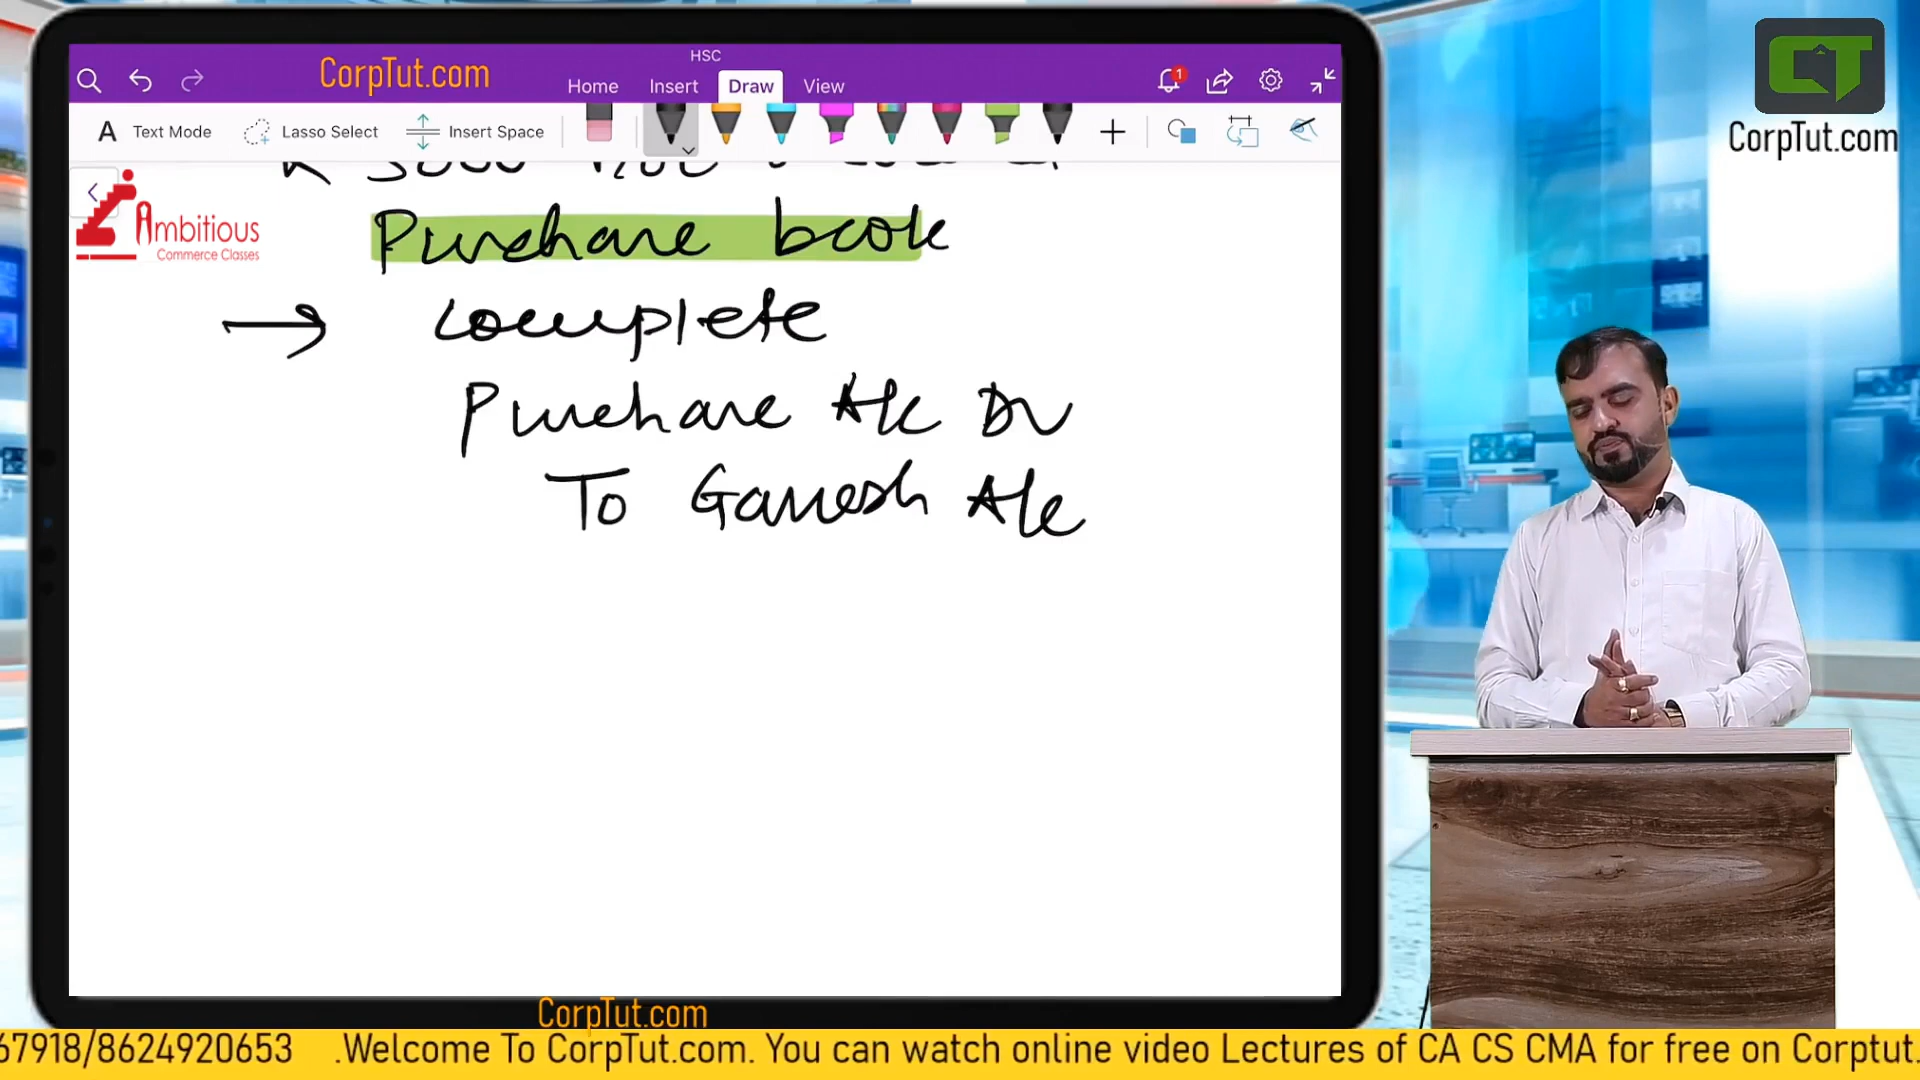 HSC
CorpTut.com
Home Insert Draw View
1
A Text Mode Lasso Select Insert Space
CT
CorpTut.com
Ambitious
Commerce Classes
Purchase book
→ complete
Purchase A/c Dr
To Ganesh A/c
CorpTut.com
67918/8624920653 .Welcome To CorpTut.com. You can watch online video Lectures of CA CS CMA for free on Corptut.